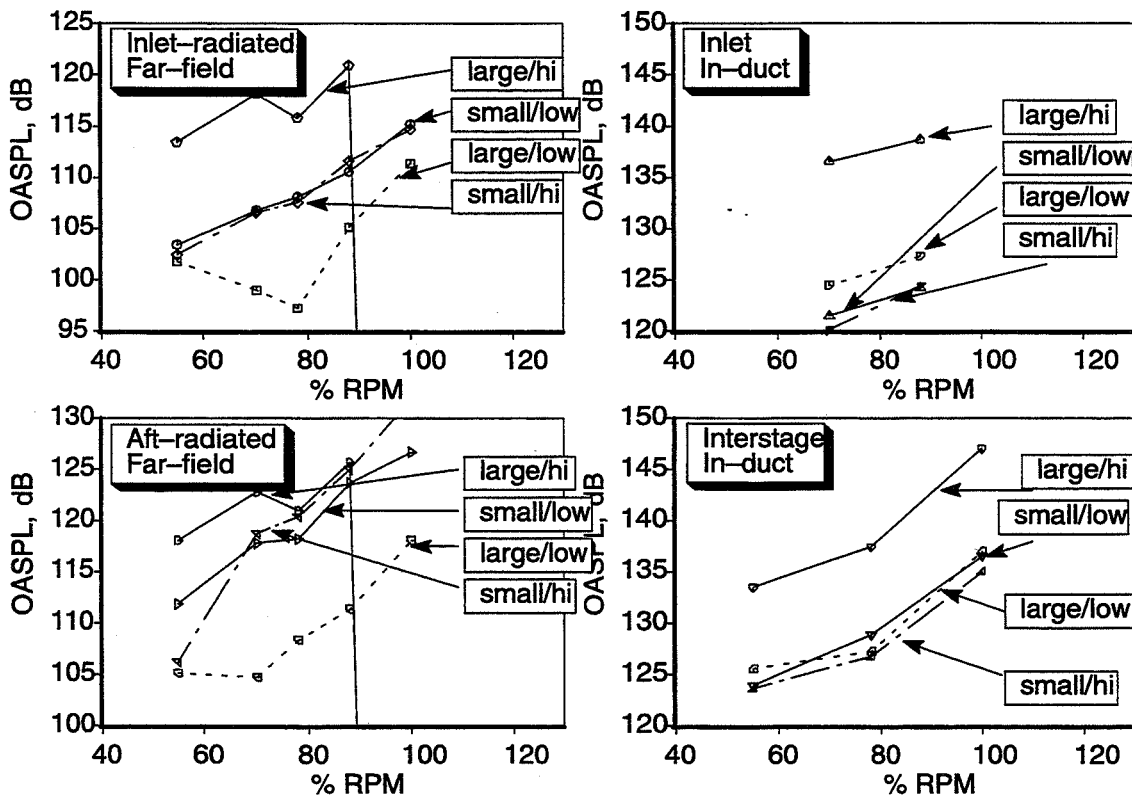 125
120
115
110
105
100
95
OASPL, dB
Inlet–radiated
Far–field
large/hi
small/low
large/low
small/hi
40 60 80 100 120
% RPM
150
145
140
135
130
125
120
OASPL, dB
Inlet
In–duct
large/hi
small/low
large/low
small/hi
40 60 80 100 120
% RPM
130
125
120
115
110
105
100
OASPL, dB
Aft–radiated
Far–field
large/hi
small/low
large/low
small/hi
40 60 80 100 120
% RPM
150
145
140
135
130
125
120
OASPL, dB
Interstage
In–duct
large/hi
small/low
large/low
small/hi
40 60 80 100 120
% RPM